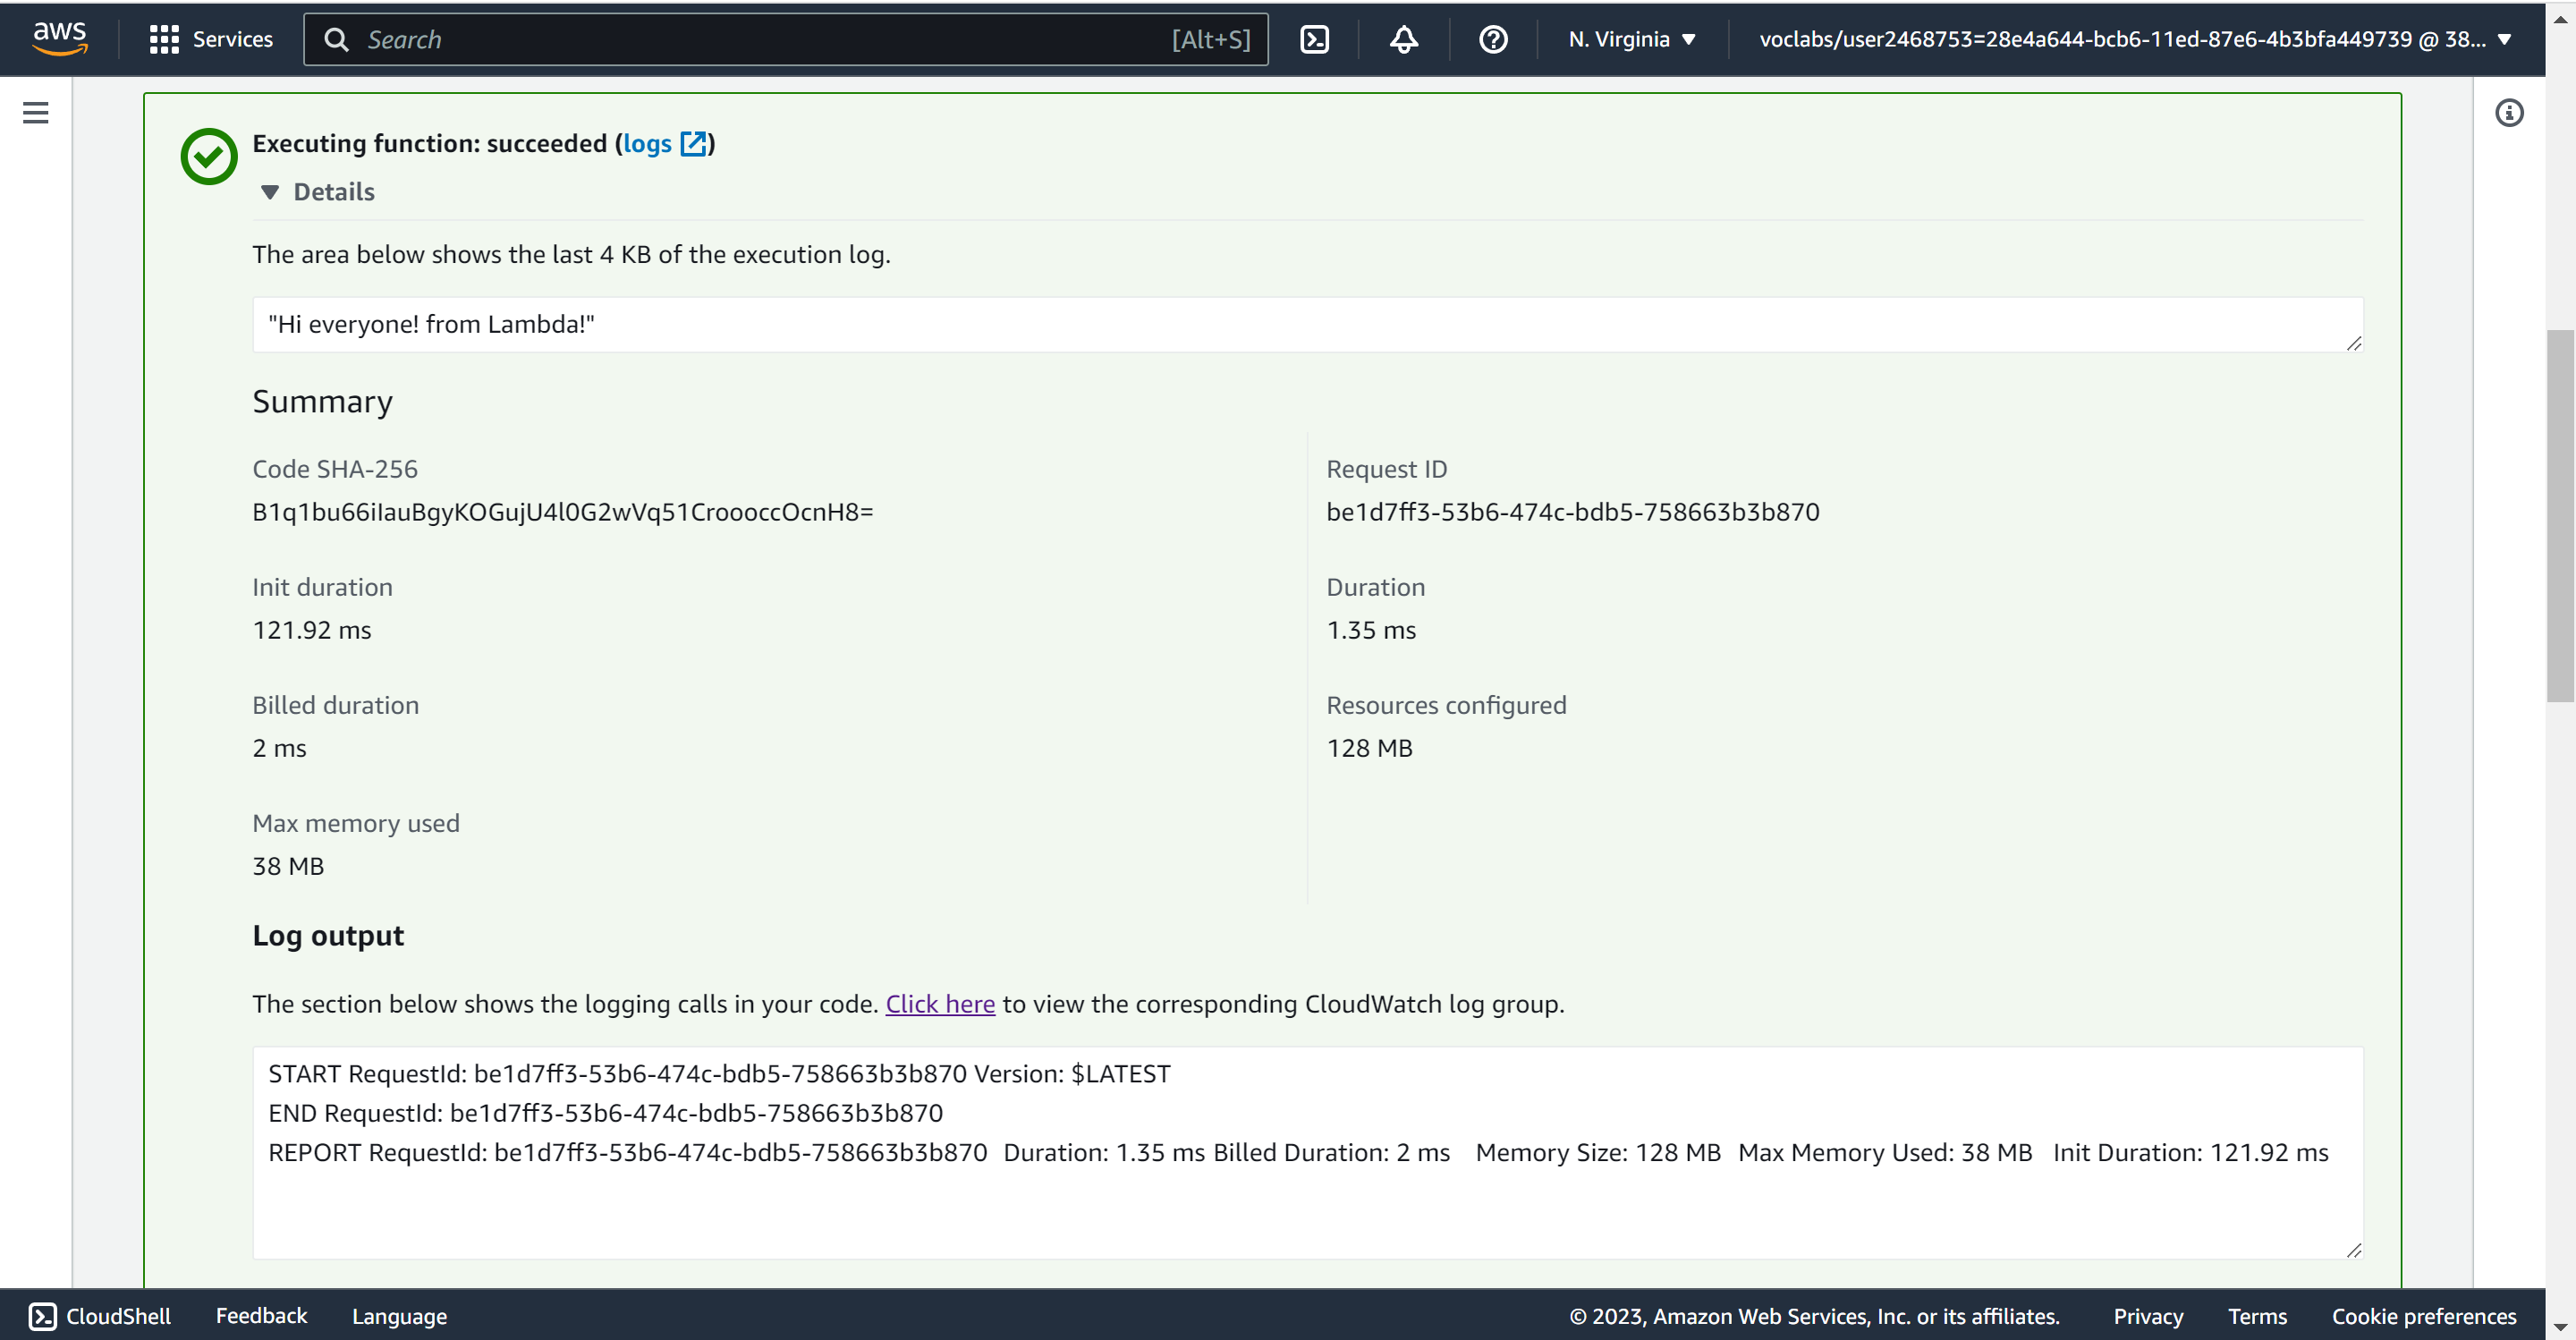 aws Services Search [Alt+S] N. Virginia voclabs/user2468753=28e4a644-bcb6-11ed-87e6-4b3bfa449739 @ 38...
Executing function: succeeded (logs )
Details
The area below shows the last 4 KB of the execution log.
"Hi everyone! from Lambda!"
Summary
Code SHA-256
B1q1bu66iIauBgyKOGujU4l0G2wVq51CroooccOcnH8=
Request ID
be1d7ff3-53b6-474c-bdb5-758663b3b870
Init duration
121.92 ms
Duration
1.35 ms
Billed duration
2 ms
Resources configured
128 MB
Max memory used
38 MB
Log output
The section below shows the logging calls in your code. Click here to view the corresponding CloudWatch log group.
START RequestId: be1d7ff3-53b6-474c-bdb5-758663b3b870 Version: $LATEST
END RequestId: be1d7ff3-53b6-474c-bdb5-758663b3b870
REPORT RequestId: be1d7ff3-53b6-474c-bdb5-758663b3b870 Duration: 1.35 ms Billed Duration: 2 ms Memory Size: 128 MB Max Memory Used: 38 MB Init Duration: 121.92 ms
CloudShell Feedback Language © 2023, Amazon Web Services, Inc. or its affiliates. Privacy Terms Cookie preferences